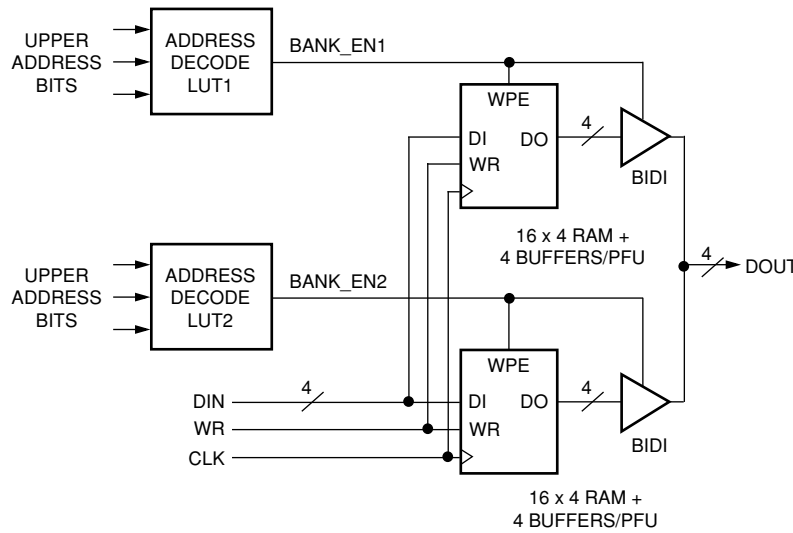 UPPER
ADDRESS
BITS
ADDRESS
DECODE
LUT1
BANK_EN1
WPE
DI
DO
WR
4
BIDI
16 x 4 RAM +
4 BUFFERS/PFU
4
DOUT
UPPER
ADDRESS
BITS
ADDRESS
DECODE
LUT2
BANK_EN2
WPE
DI
DO
WR
4
BIDI
DIN
4
WR
CLK
16 x 4 RAM +
4 BUFFERS/PFU